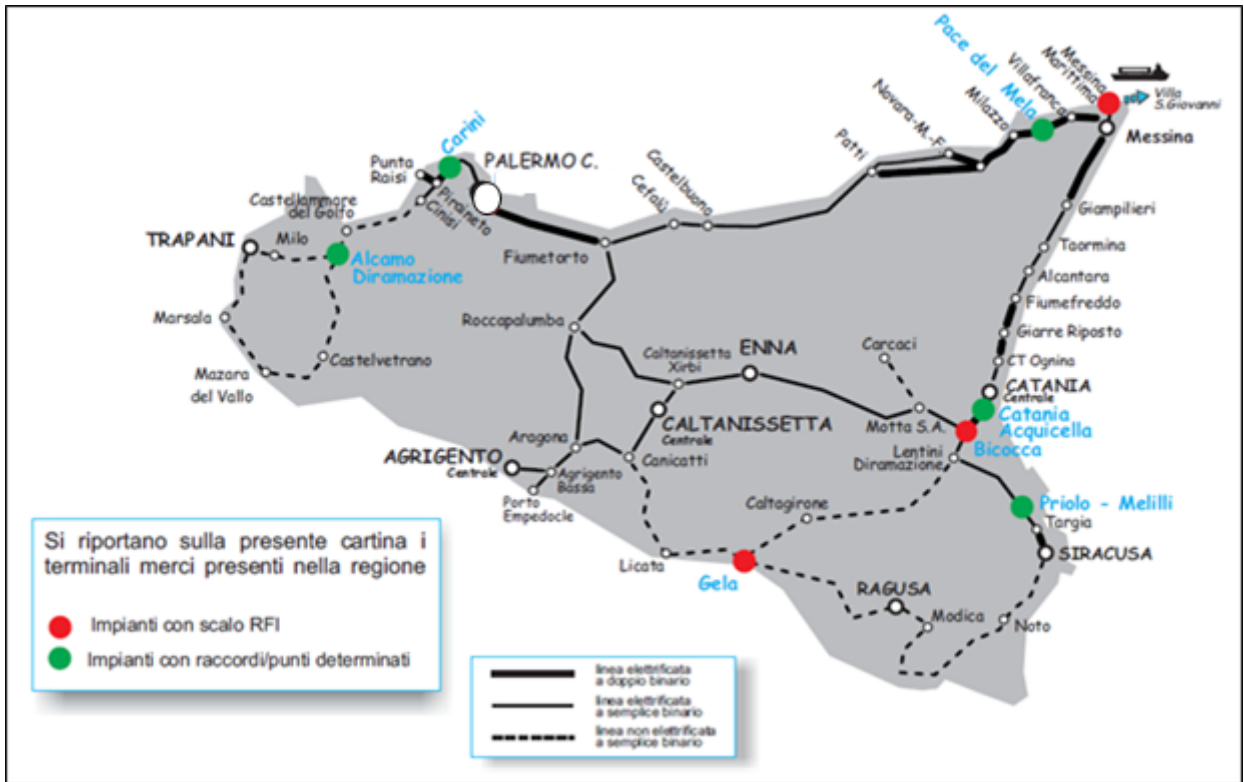 Pace del
Mela
Villafranca
Messina
Marittima
Villa
S.Giovanni
Messina
Milazzo
Novara-M.-F
Patti
Castelbuono
Cefalù
Carini
PALERMO C.
Punta
Raisi
Piraineto
Cinisi
Castellammare
del Golfo
TRAPANI
Milo
Alcamo
Diramazione
Fiumetorto
Giampilieri
Taormina
Alcantara
Fiumefreddo
Giarre Riposto
CT Ognina
CATANIA
Centrale
Catania
Acquicella
Bicocca
Marsala
Mazara
del Vallo
Castelvetrano
Roccapalumba
Caltanissetta
Xirbi
ENNA
Carcaci
CALTANISSETTA
Centrale
Motta S.A.
Lentini
Diramazione
Aragona
AGRIGENTO
Centrale
Agrigento
Bassa
Canicatti
Porto
Empedocle
Caltagirone
Priolo - Melilli
Targia
SIRACUSA
Licata
Gela
RAGUSA
Modica
Noto
Si riportano sulla presente cartina i
terminali merci presenti nella regione
Impianti con scalo RFI
Impianti con raccordi/punti determinati
linea elettrificata
a doppio binario
linea elettrificata
a semplice binario
linea non elettrificata
a semplice binario